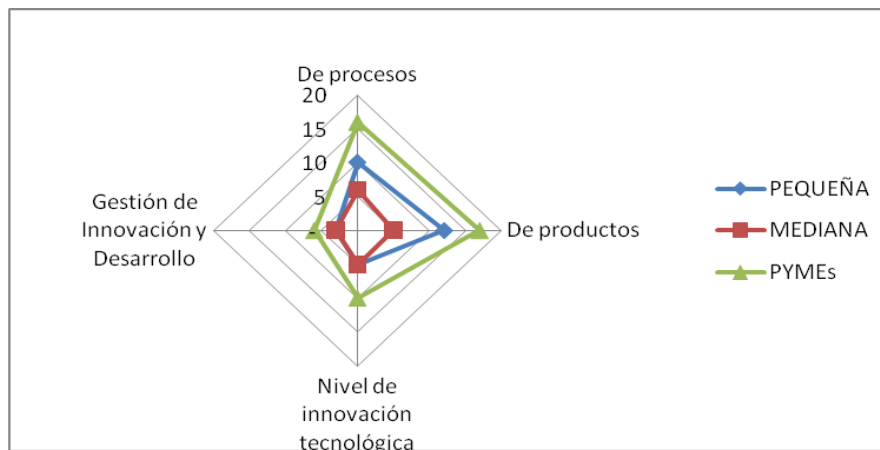 De procesos
20
15
10
5
-
Gestión de
Innovación y
Desarrollo
De productos
Nivel de
innovación
tecnológica
PEQUEÑA
MEDIANA
PYMEs